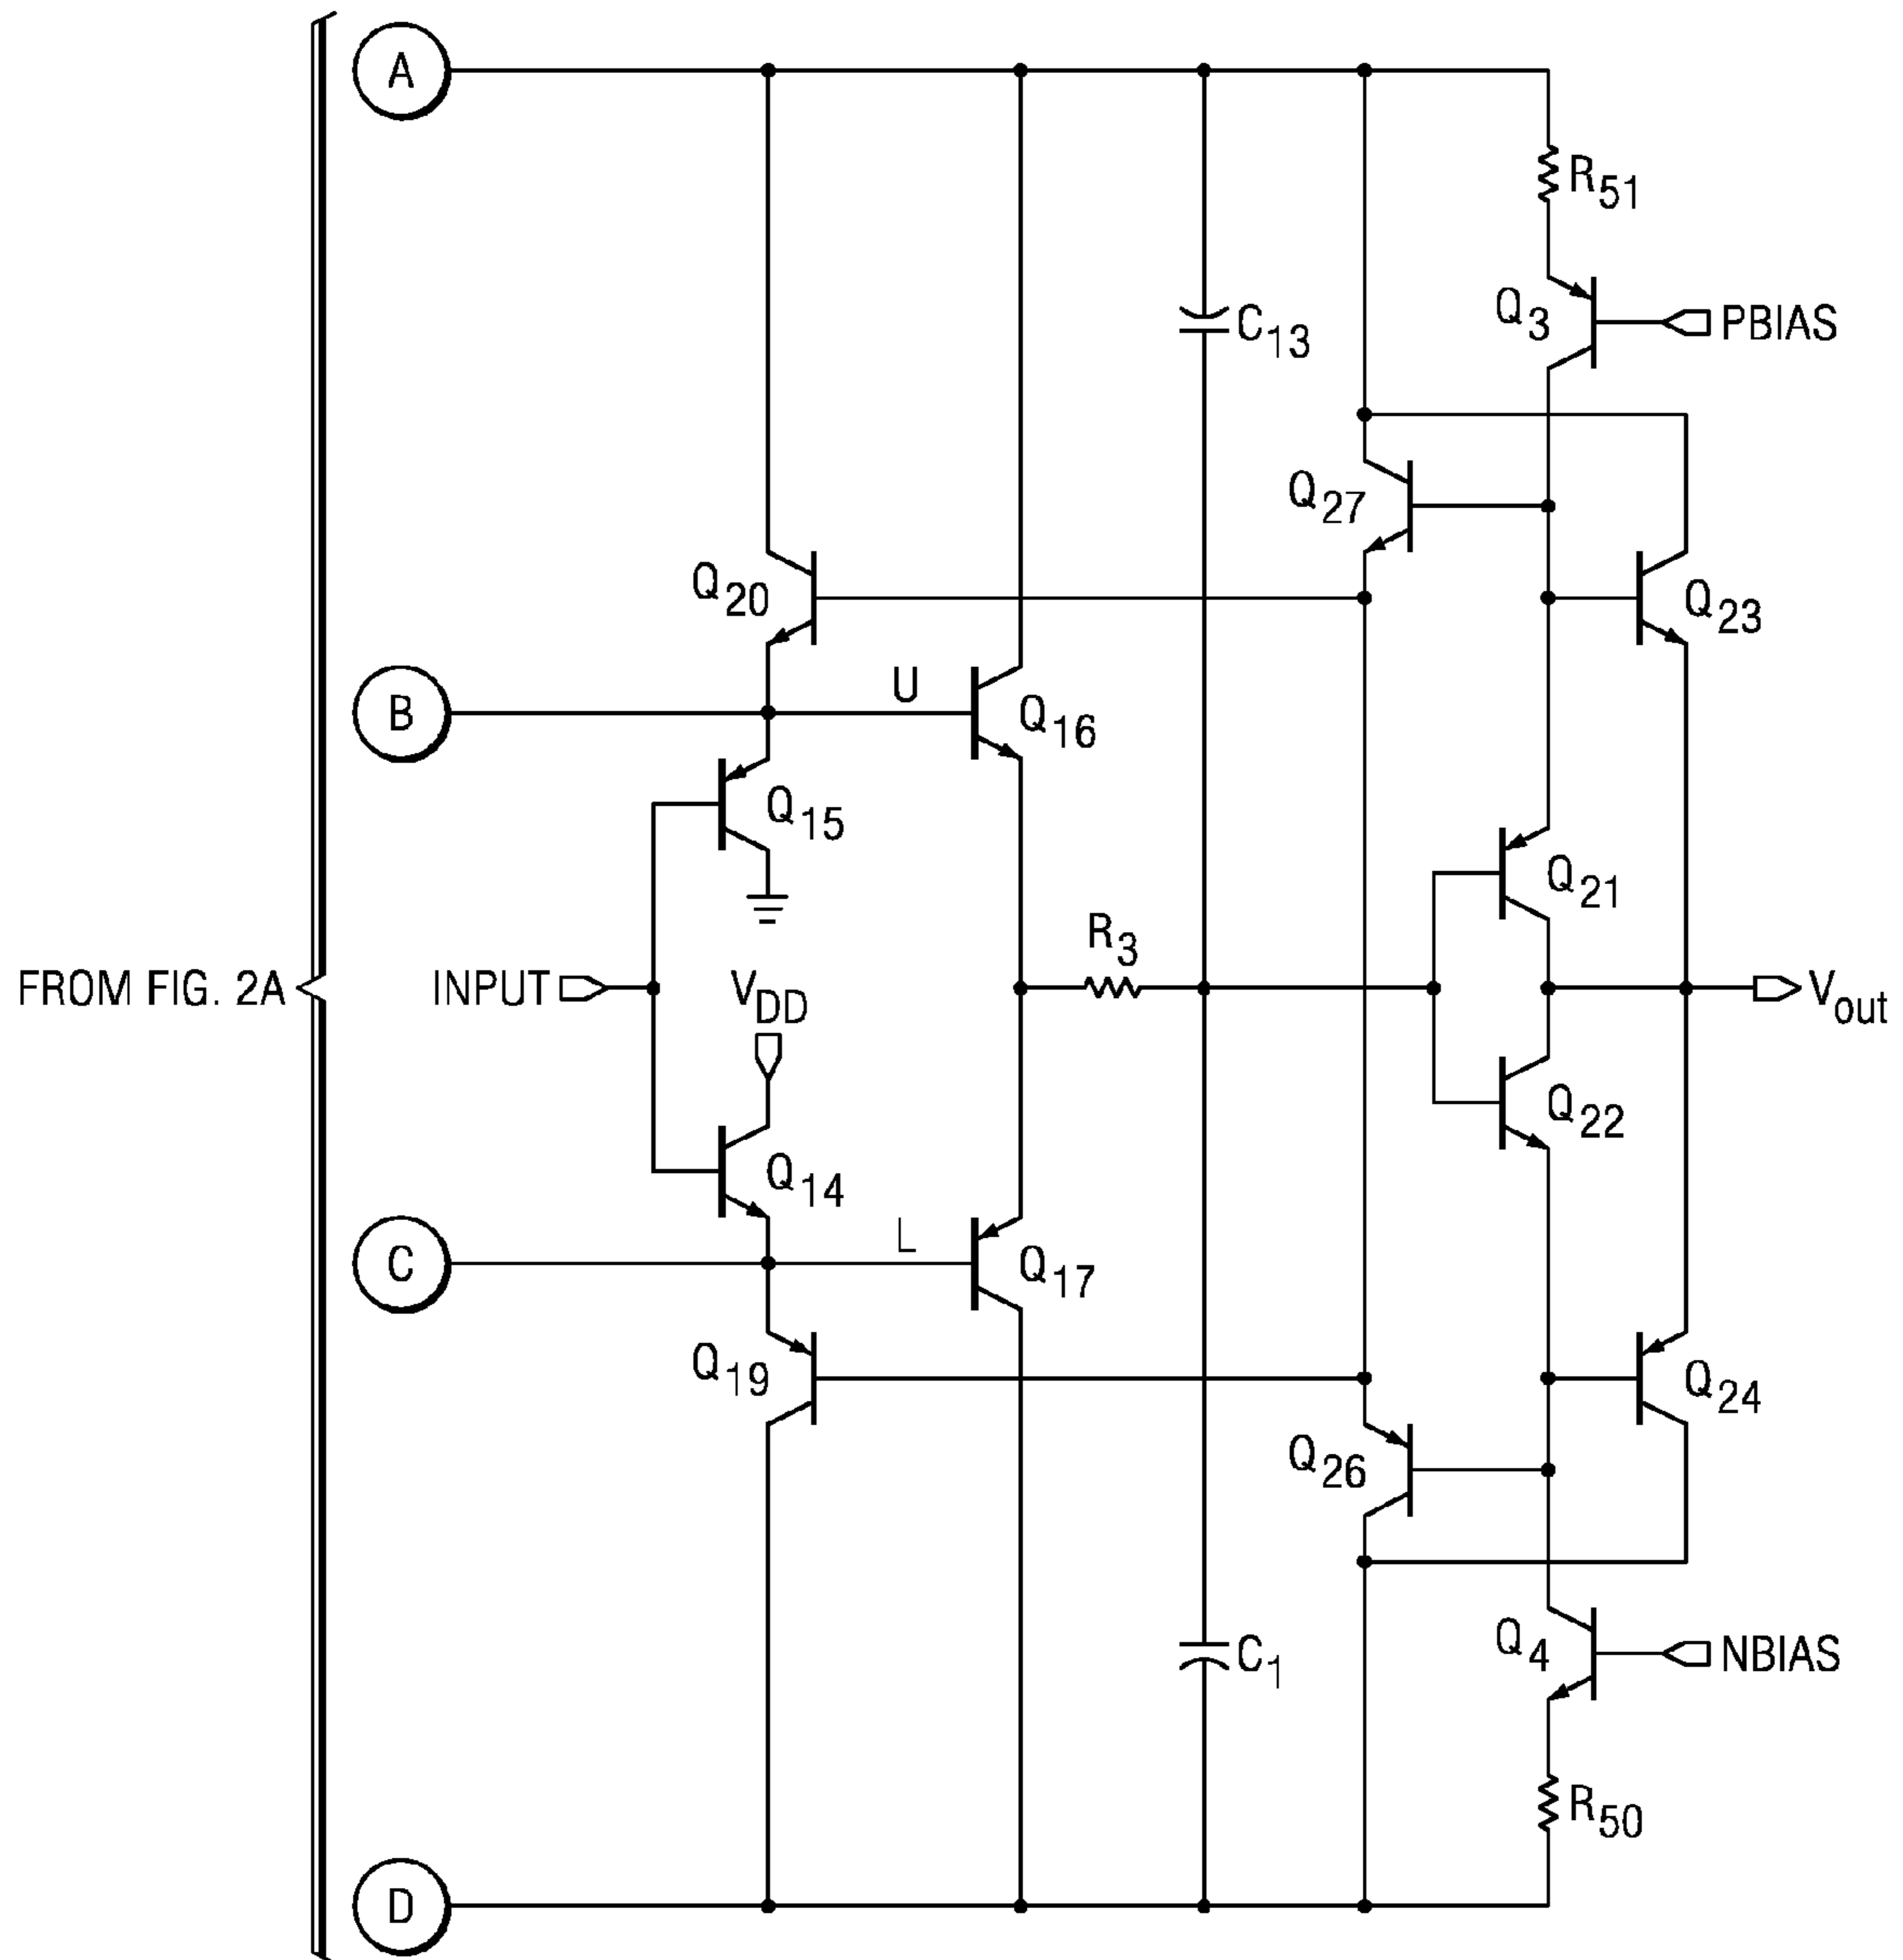 A
R51
Q3
PBIAS
C13
Q27
Q20
Q23
U
B
Q16
Q15
Q21
R3
FROM FIG. 2A
INPUT
VDD
Vout
Q22
Q14
L
C
Q17
Q19
Q24
Q26
Q4
NBIAS
C1
R50
D